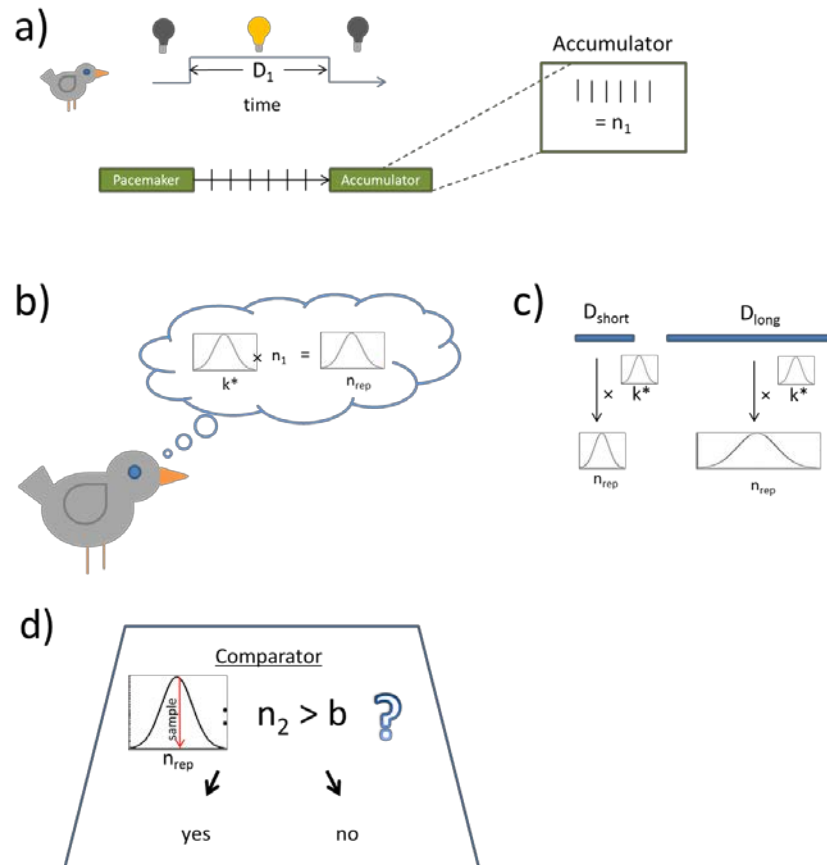 a)
D1
time
Pacemaker
Accumulator
Accumulator
= n1
b)
× n1 =
k*
nrep
c)
Dshort
Dlong
× k*
× k*
nrep
nrep
d)
Comparator
sample
: n2 > b ?
nrep
yes
no